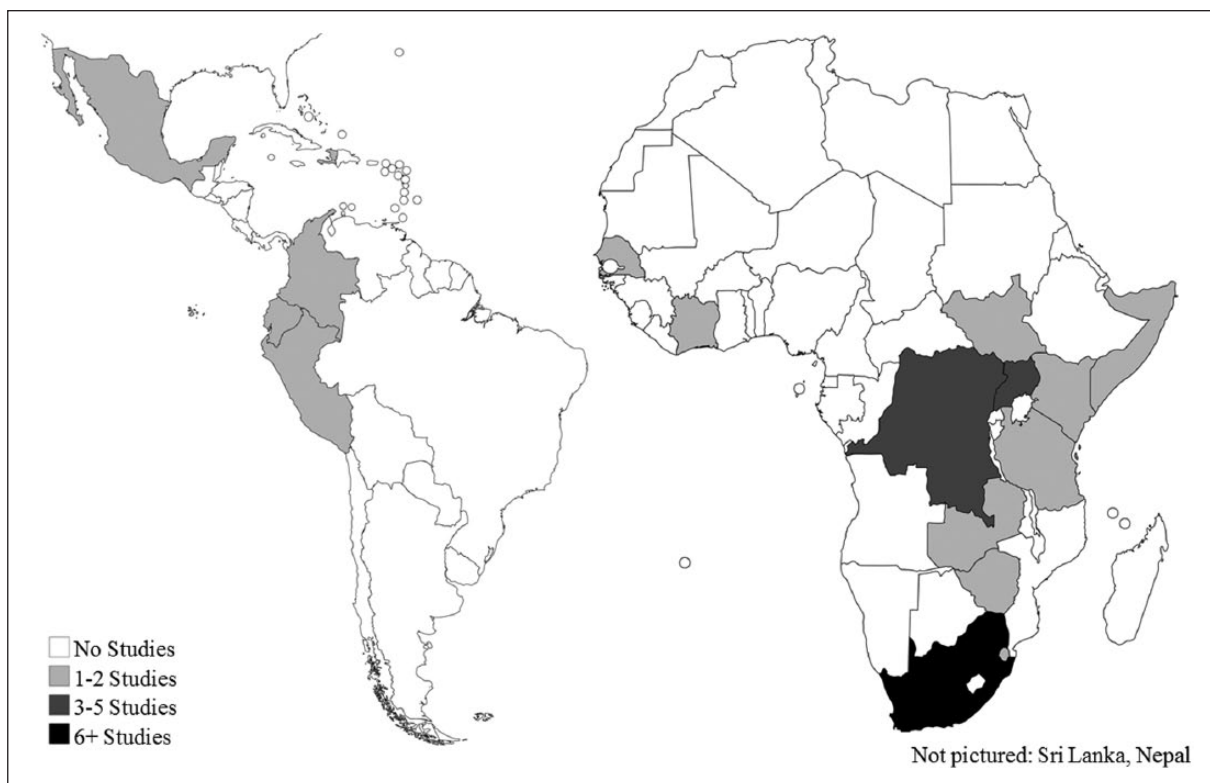 No Studies
1-2 Studies
3-5 Studies
6+ Studies
Not pictured: Sri Lanka, Nepal